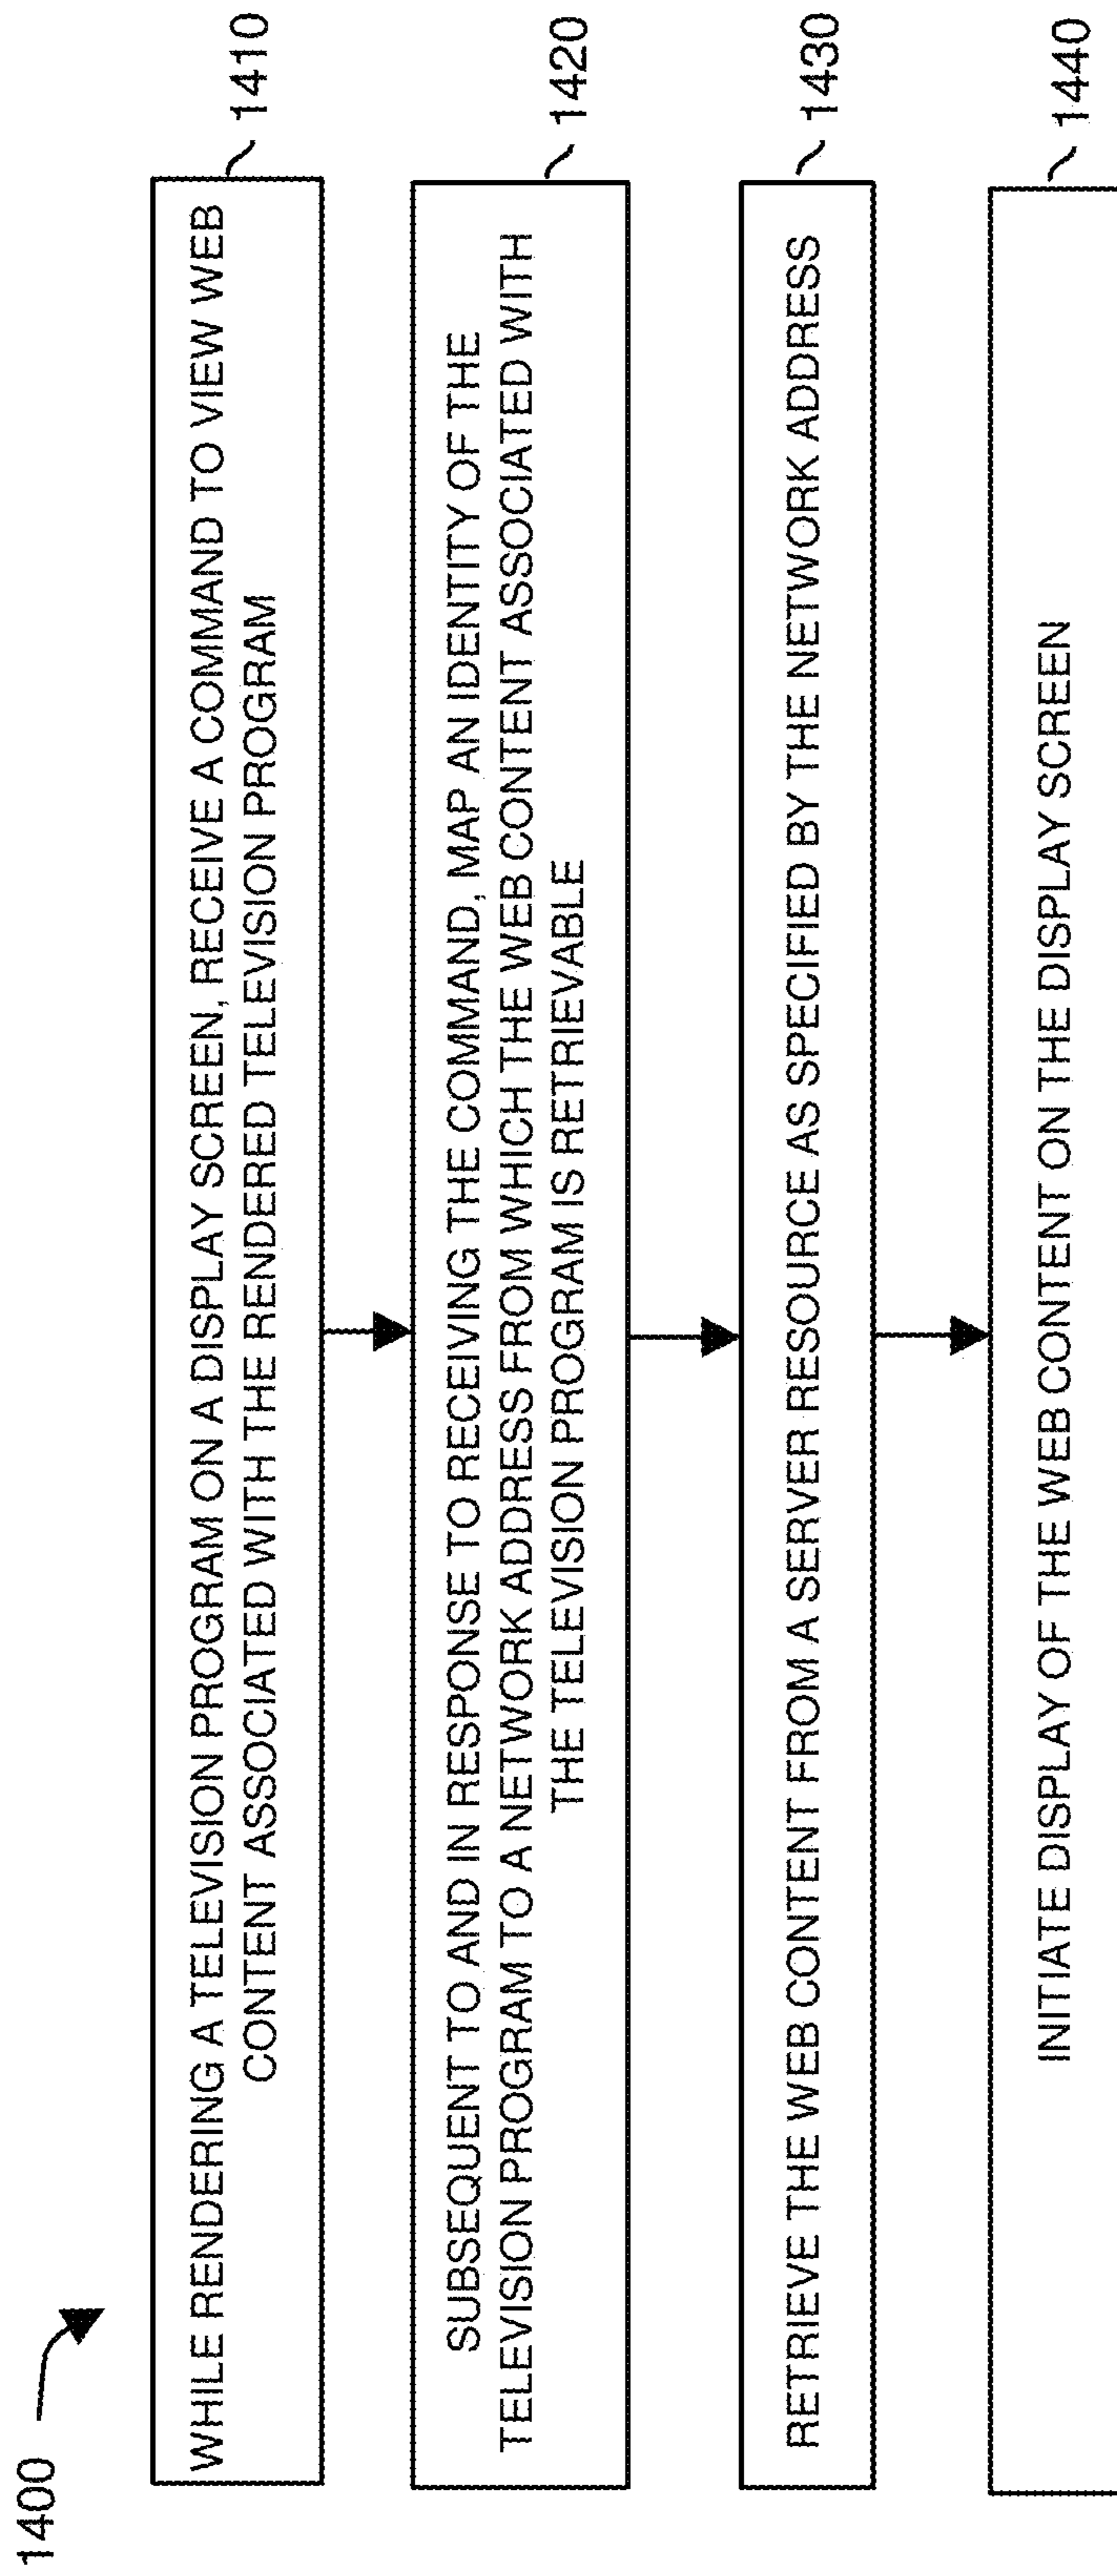 1400
WHILE RENDERING A TELEVISION PROGRAM ON A DISPLAY SCREEN, RECEIVE A COMMAND TO VIEW WEB
CONTENT ASSOCIATED WITH THE RENDERED TELEVISION PROGRAM
1410
SUBSEQUENT TO AND IN RESPONSE TO RECEIVING THE COMMAND, MAP AN IDENTITY OF THE
TELEVISION PROGRAM TO A NETWORK ADDRESS FROM WHICH THE WEB CONTENT ASSOCIATED WITH
THE TELEVISION PROGRAM IS RETRIEVABLE
1420
RETRIEVE THE WEB CONTENT FROM A SERVER RESOURCE AS SPECIFIED BY THE NETWORK ADDRESS
1430
INITIATE DISPLAY OF THE WEB CONTENT ON THE DISPLAY SCREEN
1440